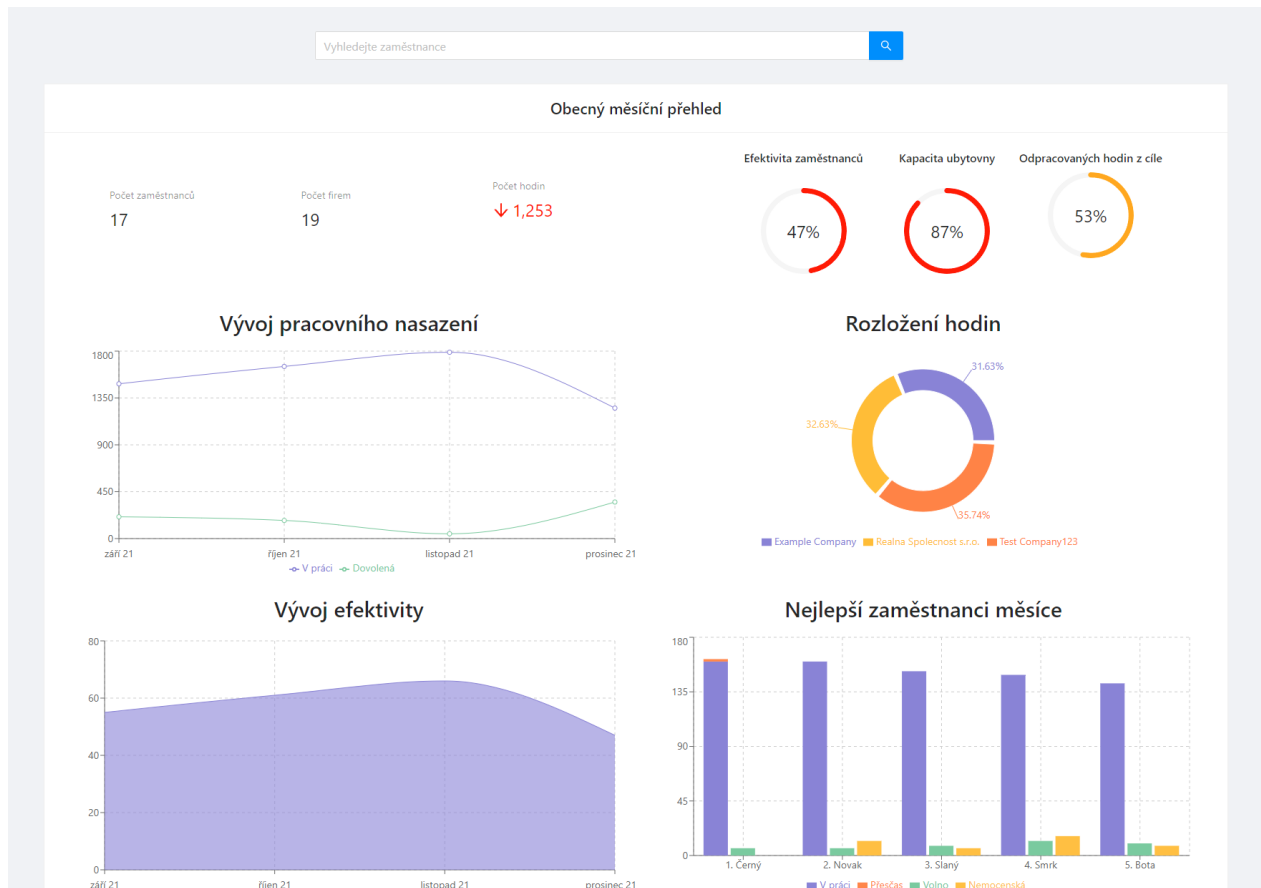 Vyhledejte zaměstnance
Obecný měsíční přehled
Počet zaměstnanců
17
Počet firem
19
Počet hodin
1,253
Efektivita zaměstnanců
47%
Kapacita ubytovny
87%
Odpracovaných hodin z cíle
53%
Vývoj pracovního nasazení
1800
1350
900
450
0
září 21 říjen 21 listopad 21 prosinec 21
V práci Dovolená
Rozložení hodin
31.63%
32.63%
35.74%
Example Company Realna Spolecnost s.r.o. Test Company123
Vývoj efektivity
80
60
40
20
0
září 21 říjen 21 listopad 21 prosinec 21
Nejlepší zaměstnanci měsíce
180
135
90
45
0
1. Černý 2. Novak 3. Slaný 4. Smrk 5. Bota
V práci Přesčas Volno Nemocenská